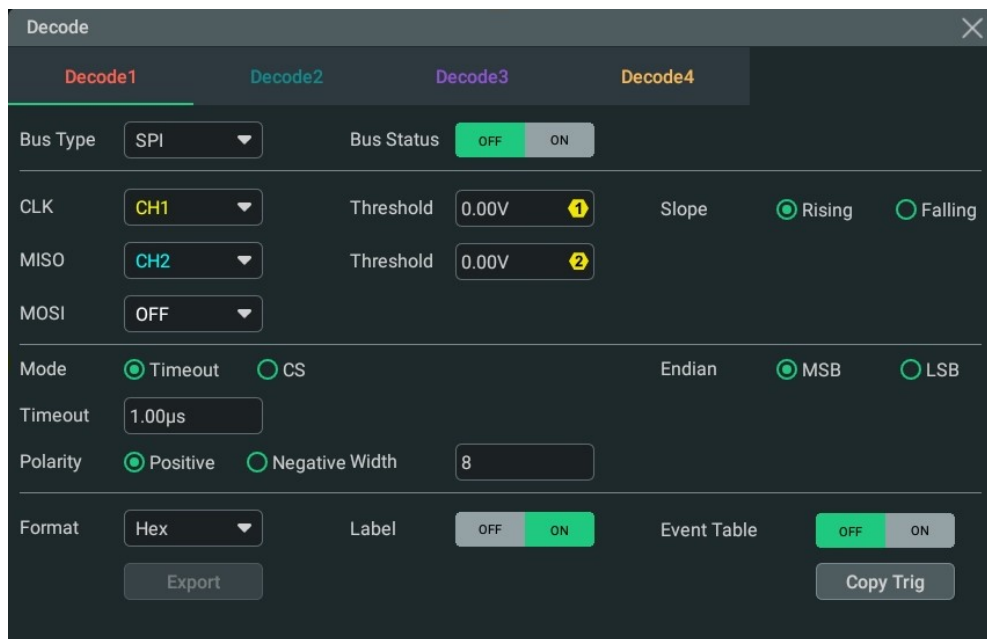 Decode
Decode1 Decode2 Decode3 Decode4
Bus Type SPI Bus Status OFF ON
CLK CH1 Threshold 0.00V 1 Slope Rising Falling
MISO CH2 Threshold 0.00V 2
MOSI OFF
Mode Timeout CS Endian MSB LSB
Timeout 1.00µs
Polarity Positive Negative Width 8
Format Hex Label OFF ON Event Table OFF ON
Export Copy Trig